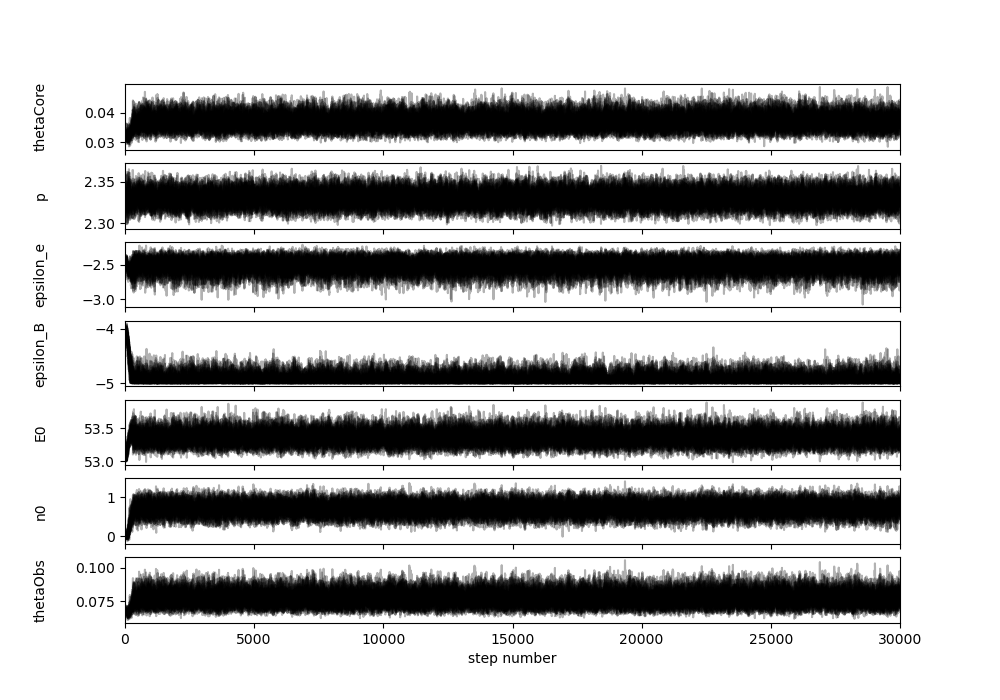 thetaCore
0.04
0.03
p
2.35
2.30
epsilon_e
−2.5
−3.0
epsilon_B
−4
−5
E0
53.5
53.0
n0
1
0
thetaObs
0.100
0.075
0 5000 10000 15000 20000 25000 30000
step number